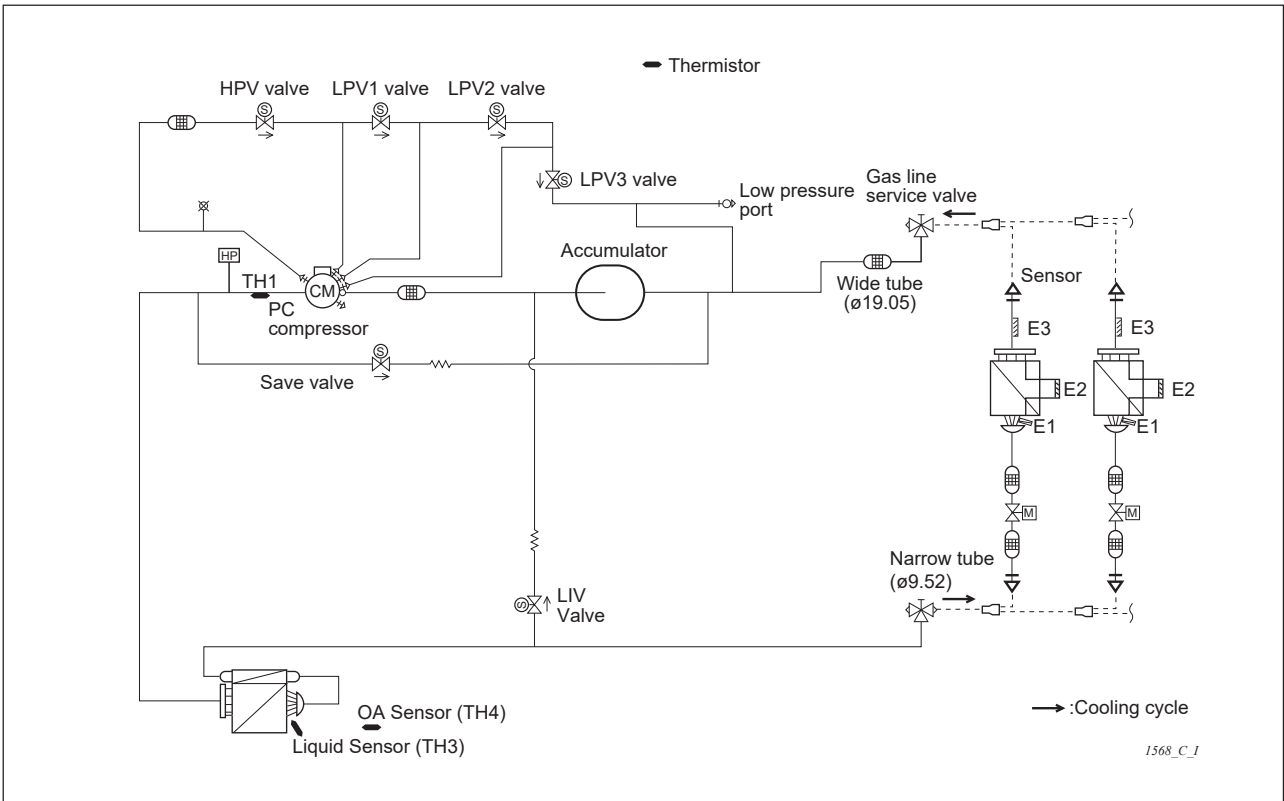 Thermistor
HPV valve
LPV1 valve
LPV2 valve
S
S
S
S
LPV3 valve
Low pressure
port
Gas line
service valve
HP
TH1
CM
PC
compressor
Accumulator
Wide tube
(ø19.05)
Sensor
E3
E3
S
Save valve
E2
E2
E1
E1
M
M
S
LIV
Valve
Narrow tube
(ø9.52)
OA Sensor (TH4)
Liquid Sensor (TH3)
:Cooling cycle
1568_C_I